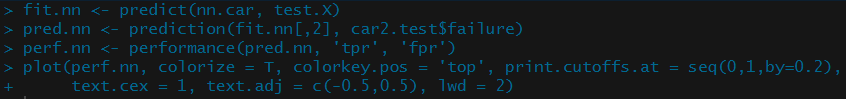 > fit.nn <- predict(nn.car, test.X)
> pred.nn <- prediction(fit.nn[,2], car2.test$failure)
> perf.nn <- performance(pred.nn, 'tpr', 'fpr')
> plot(perf.nn, colorize = T, colorkey.pos = 'top', print.cutoffs.at = seq(0,1,by=0.2),
+      text.cex = 1, text.adj = c(-0.5,0.5), lwd = 2)